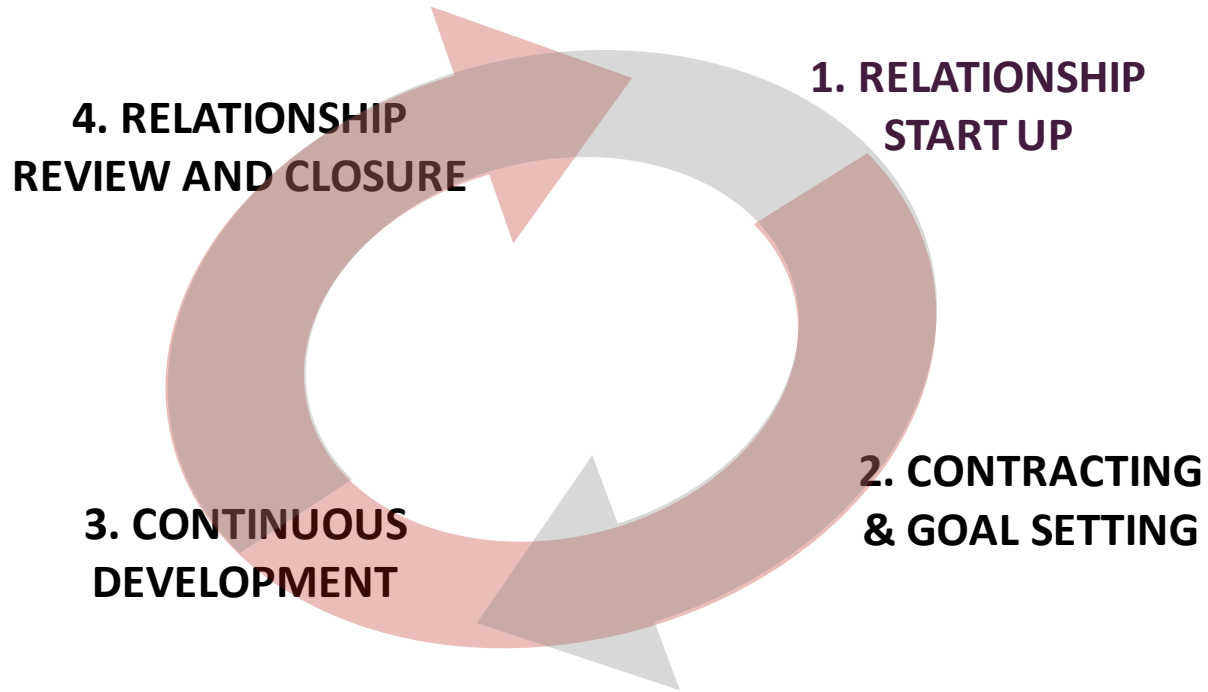 1. RELATIONSHIP
START UP
2. CONTRACTING
& GOAL SETTING
3. CONTINUOUS
DEVELOPMENT
4. RELATIONSHIP
REVIEW AND CLOSURE